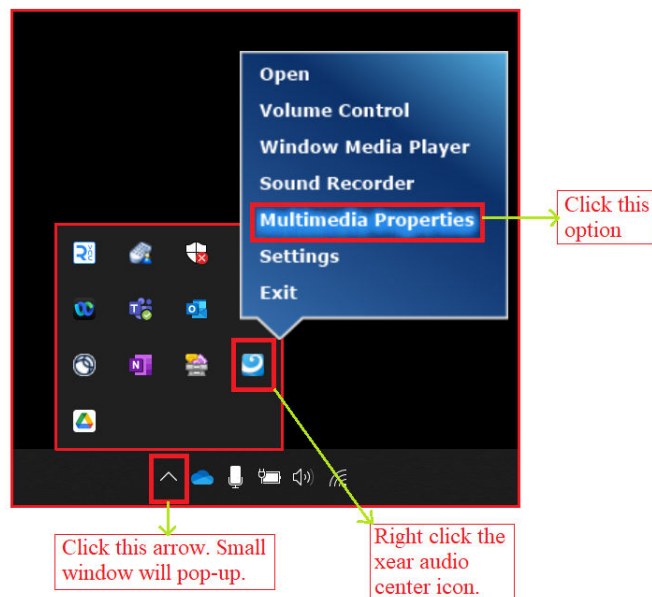 Open
Volume Control
Window Media Player
Sound Recorder
Multimedia Properties
Settings
Exit
Click this
option
Click this arrow. Small
window will pop-up.
Right click the
xear audio
center icon.